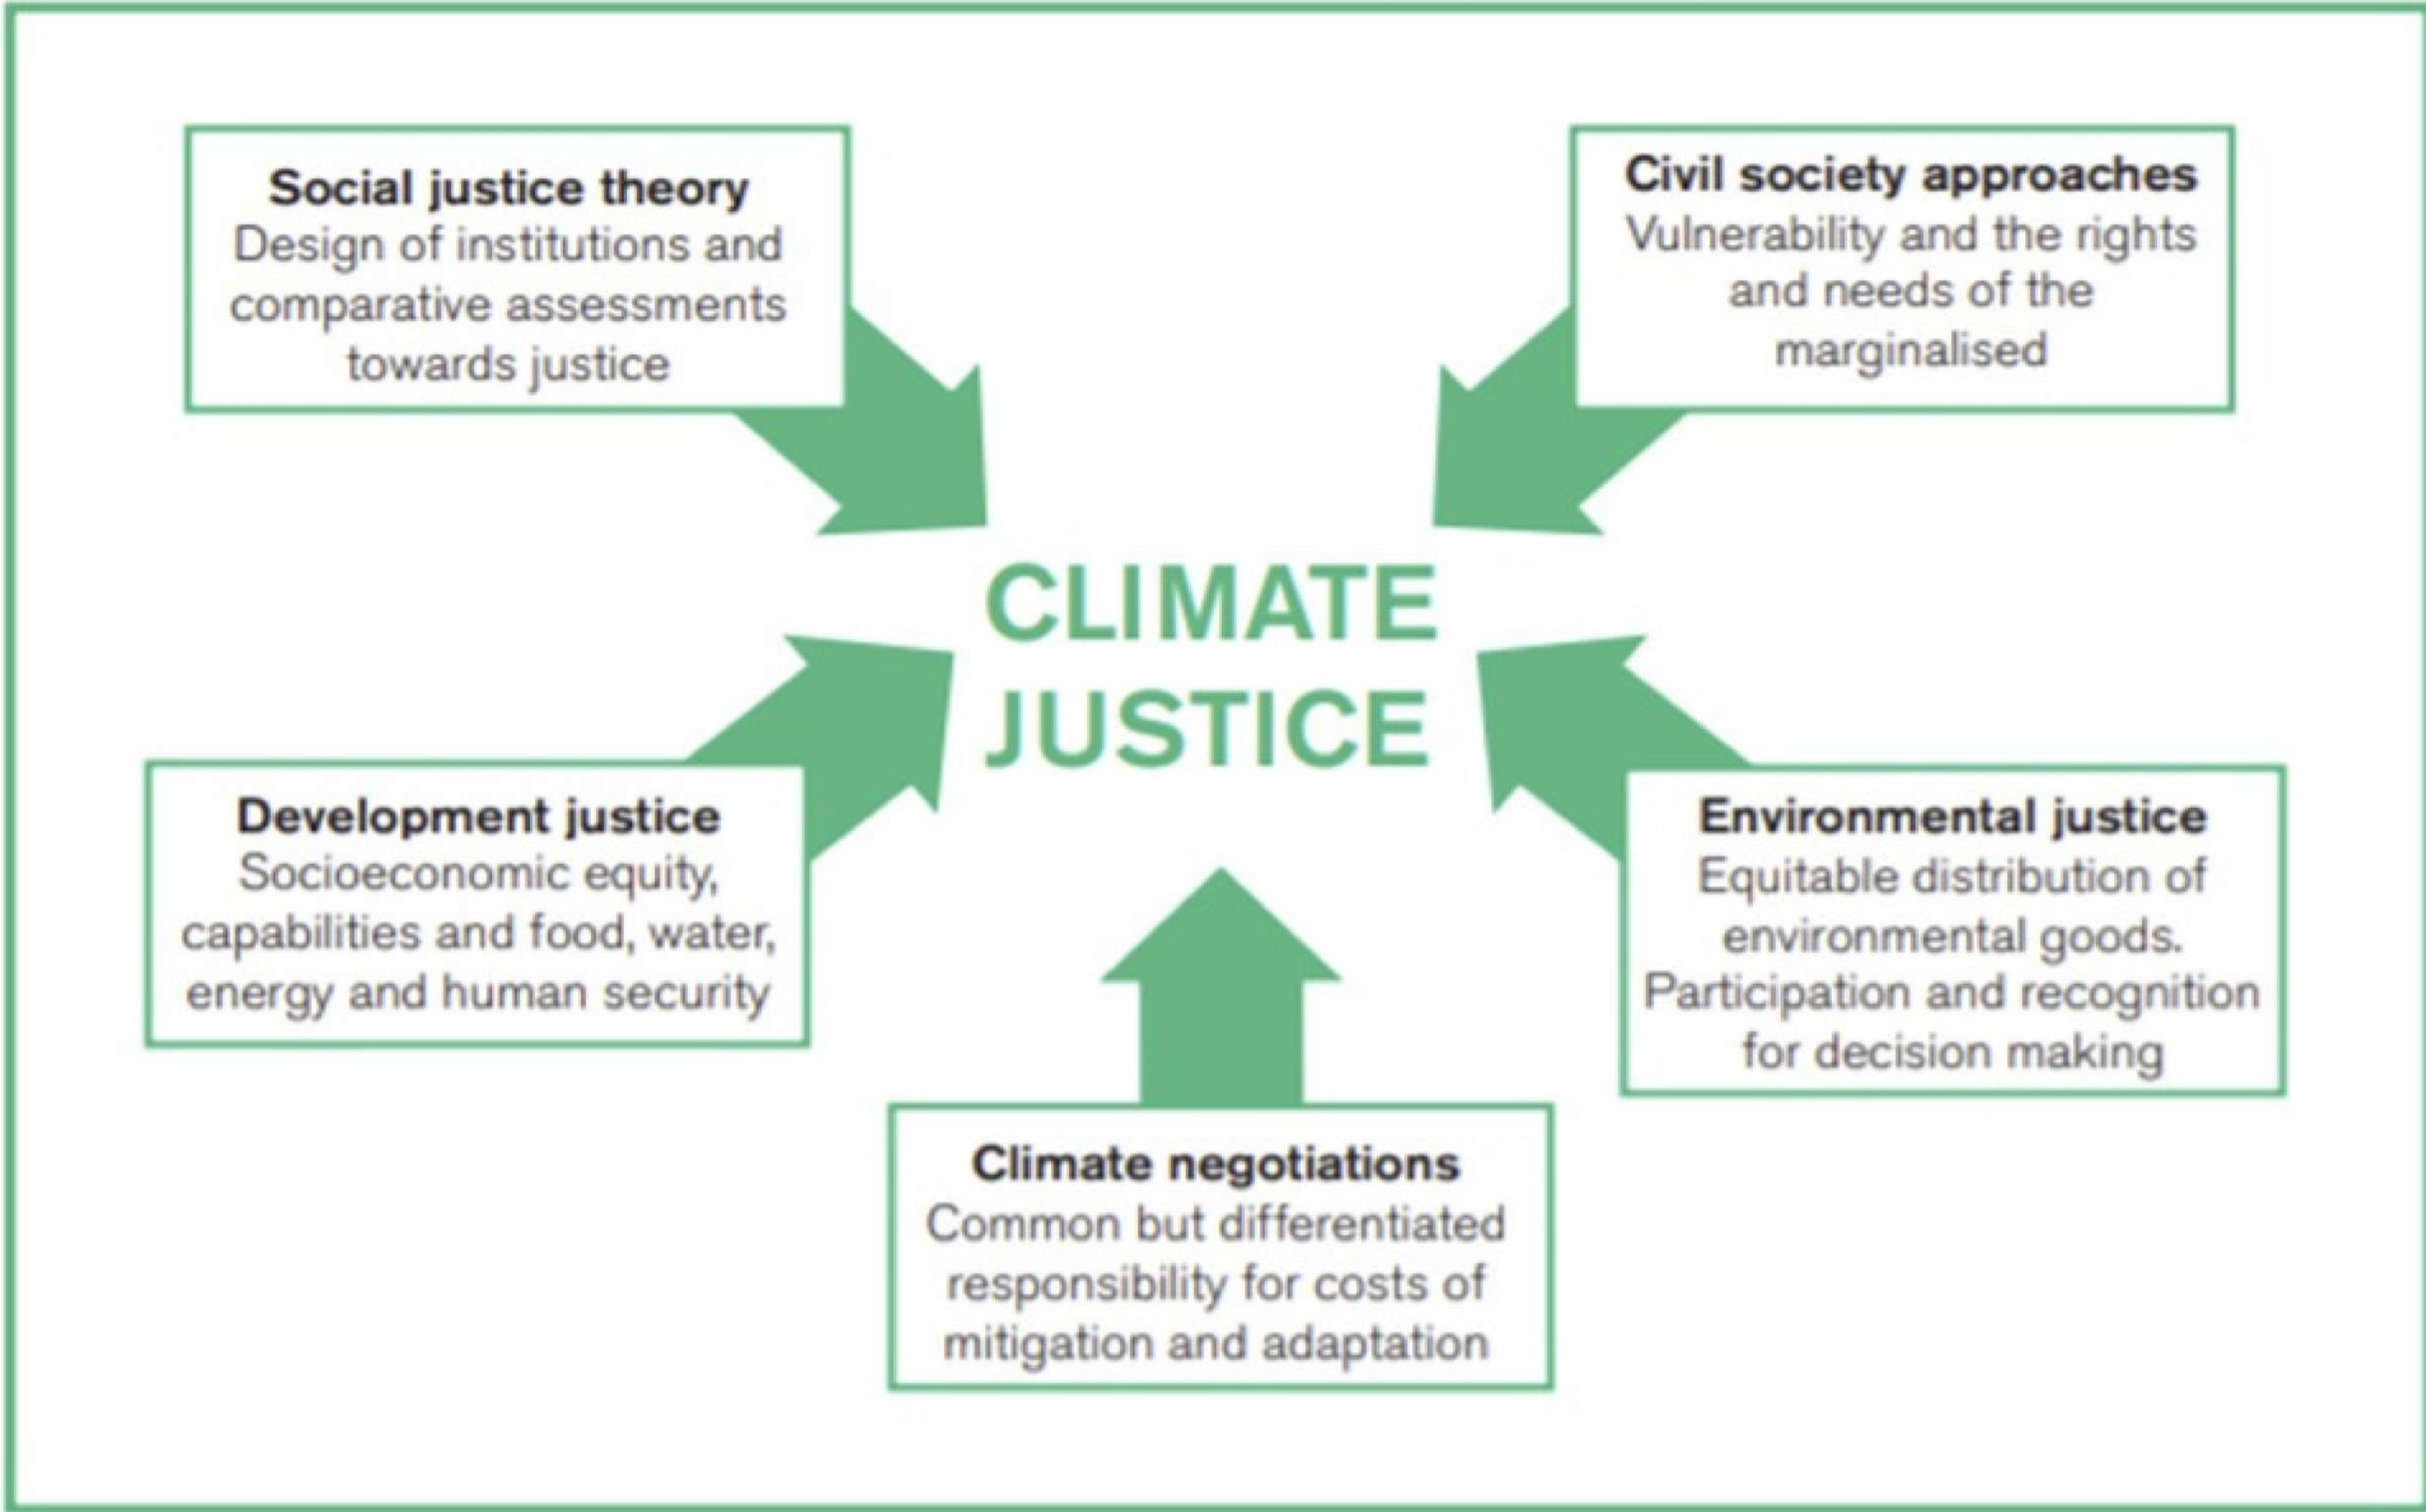 Social justice theory
Design of institutions and
comparative assessments
towards justice
Civil society approaches
Vulnerability and the rights
and needs of the
marginalised
CLIMATE
JUSTICE
Development justice
Socioeconomic equity,
capabilities and food, water,
energy and human security
Environmental justice
Equitable distribution of
environmental goods.
Participation and recognition
for decision making
Climate negotiations
Common but differentiated
responsibility for costs of
mitigation and adaptation